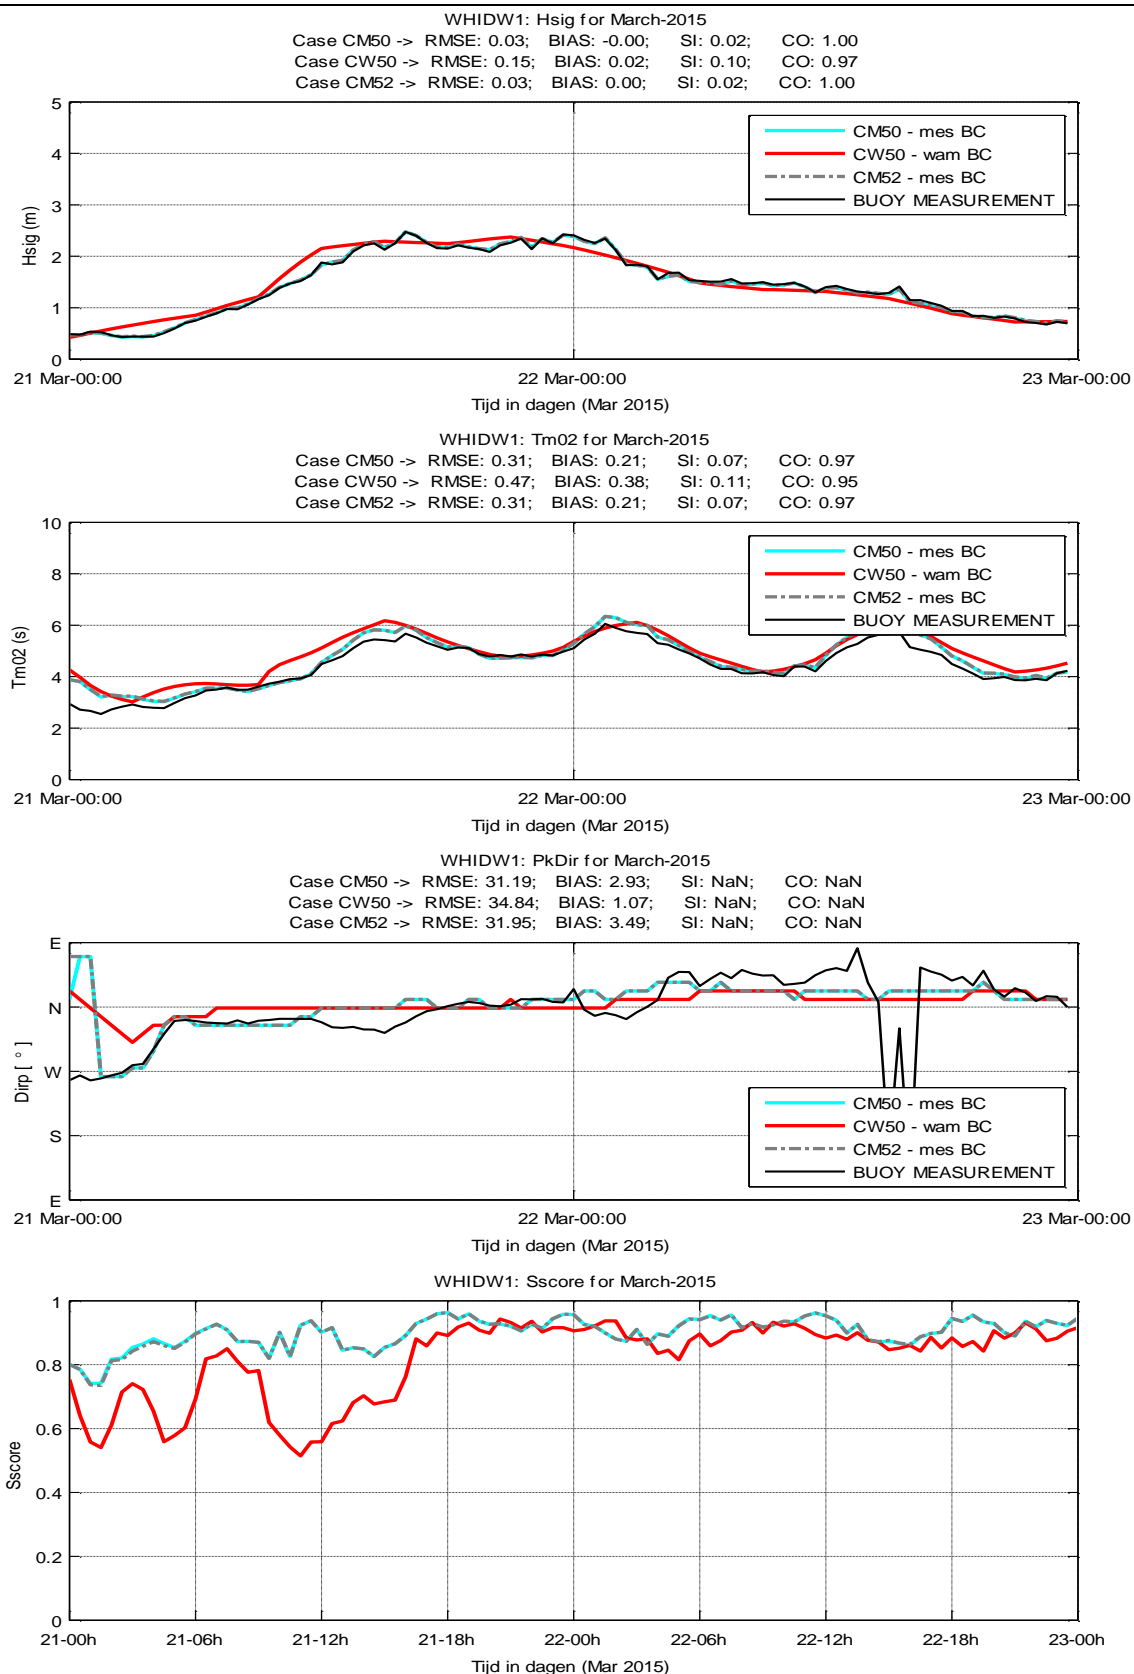 WHIDW1: Hsig for March-2015
Case CM50 -> RMSE: 0.03; BIAS: -0.00; SI: 0.02; CO: 1.00
Case CW50 -> RMSE: 0.15; BIAS: 0.02; SI: 0.10; CO: 0.97
Case CM52 -> RMSE: 0.03; BIAS: 0.00; SI: 0.02; CO: 1.00
5
4
3
2
1
0
Hsig (m)
CM50 - mes BC
CW50 - wam BC
CM52 - mes BC
BUOY MEASUREMENT
21 Mar-00:00 22 Mar-00:00 23 Mar-00:00
Tijd in dagen (Mar 2015)
WHIDW1: Tm02 for March-2015
Case CM50 -> RMSE: 0.31; BIAS: 0.21; SI: 0.07; CO: 0.97
Case CW50 -> RMSE: 0.47; BIAS: 0.38; SI: 0.11; CO: 0.95
Case CM52 -> RMSE: 0.31; BIAS: 0.21; SI: 0.07; CO: 0.97
10
8
6
4
2
0
Tm02 (s)
CM50 - mes BC
CW50 - wam BC
CM52 - mes BC
BUOY MEASUREMENT
21 Mar-00:00 22 Mar-00:00 23 Mar-00:00
Tijd in dagen (Mar 2015)
WHIDW1: PkDir for March-2015
Case CM50 -> RMSE: 31.19; BIAS: 2.93; SI: NaN; CO: NaN
Case CW50 -> RMSE: 34.84; BIAS: 1.07; SI: NaN; CO: NaN
Case CM52 -> RMSE: 31.95; BIAS: 3.49; SI: NaN; CO: NaN
E
N
W
S
E
Dirp [ ° ]
CM50 - mes BC
CW50 - wam BC
CM52 - mes BC
BUOY MEASUREMENT
21 Mar-00:00 22 Mar-00:00 23 Mar-00:00
Tijd in dagen (Mar 2015)
WHIDW1: Sscore for March-2015
1
0.8
0.6
0.4
0.2
0
Sscore
21-00h 21-06h 21-12h 21-18h 22-00h 22-06h 22-12h 22-18h 23-00h
Tijd in dagen (Mar 2015)